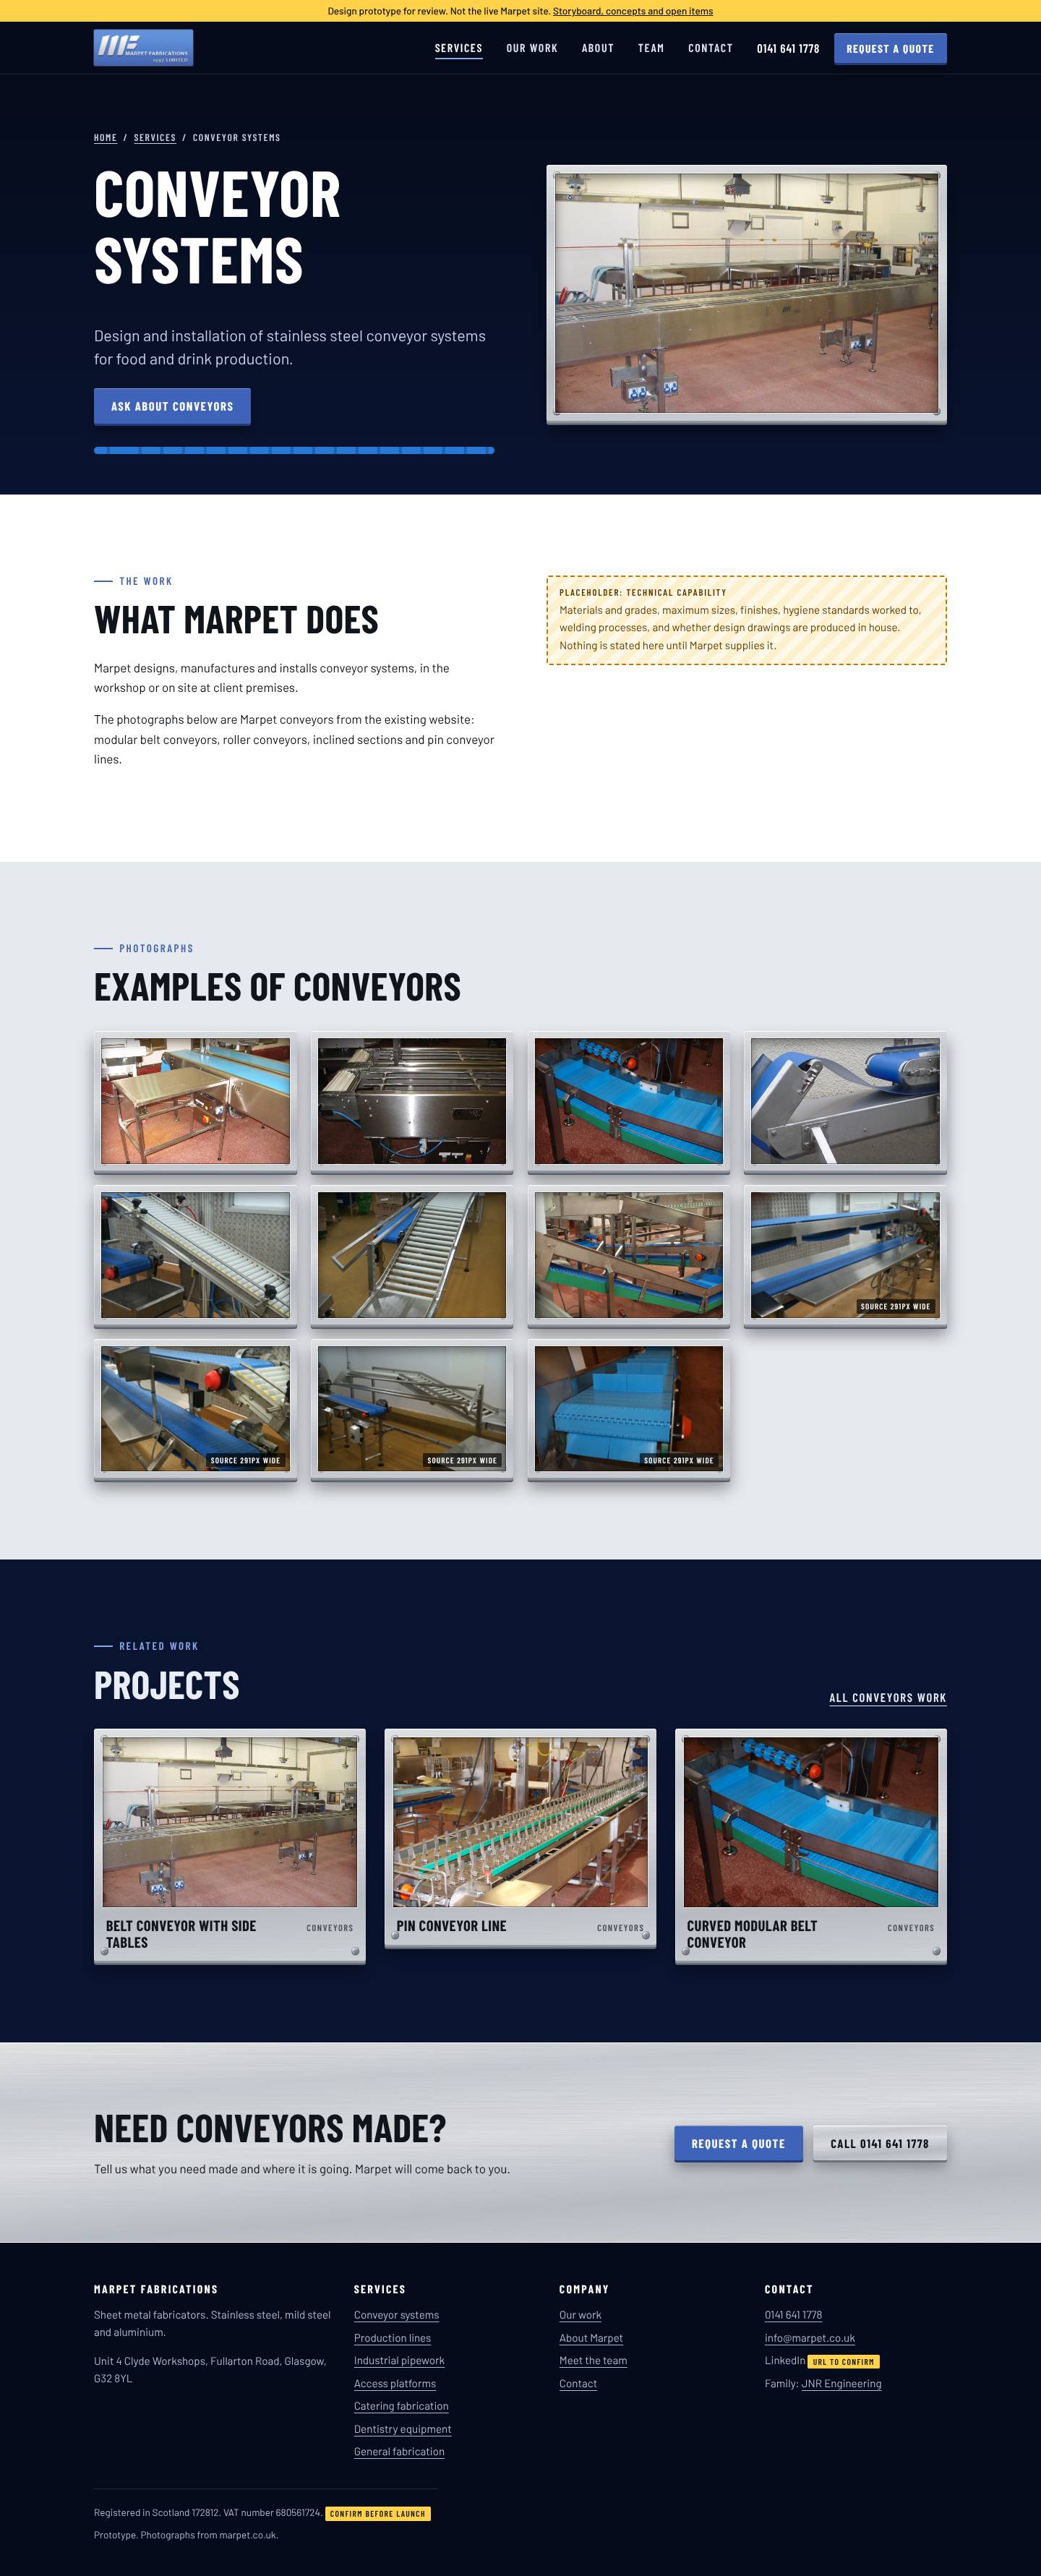 Design prototype for review. Not the live Marpet site. Storyboard, concepts and open items
MARPET FABRICATIONS
LIMITED
SERVICES
OUR WORK
ABOUT
TEAM
CONTACT
0141 641 1778
REQUEST A QUOTE
HOME / SERVICES / CONVEYOR SYSTEMS
CONVEYOR
SYSTEMS
Design and installation of stainless steel conveyor systems
for food and drink production.
ASK ABOUT CONVEYORS
THE WORK
WHAT MARPET DOES
Marpet designs, manufactures and installs conveyor systems, in the
workshop or on site at client premises.
The photographs below are Marpet conveyors from the existing website:
modular belt conveyors, roller conveyors, inclined sections and pin conveyor
lines.
PLACEHOLDER: TECHNICAL CAPABILITY
Materials and grades, maximum sizes, finishes, hygiene standards worked to,
welding processes, and whether design drawings are produced in house.
Nothing is stated here until Marpet supplies it.
PHOTOGRAPHS
EXAMPLES OF CONVEYORS
SOURCE 291PX WIDE
SOURCE 291PX WIDE
SOURCE 291PX WIDE
SOURCE 291PX WIDE
RELATED WORK
PROJECTS
ALL CONVEYORS WORK
BELT CONVEYOR WITH SIDE
TABLES
CONVEYORS
PIN CONVEYOR LINE
CONVEYORS
CURVED MODULAR BELT
CONVEYOR
CONVEYORS
NEED CONVEYORS MADE?
Tell us what you need made and where it is going. Marpet will come back to you.
REQUEST A QUOTE
CALL 0141 641 1778
MARPET FABRICATIONS
Sheet metal fabricators. Stainless steel, mild steel
and aluminium.
Unit 4 Clyde Workshops, Fullarton Road, Glasgow,
G32 8YL
SERVICES
Conveyor systems
Production lines
Industrial pipework
Access platforms
Catering fabrication
Dentistry equipment
General fabrication
COMPANY
Our work
About Marpet
Meet the team
Contact
CONTACT
0141 641 1778
info@marpet.co.uk
LinkedIn URL TO CONFIRM
Family: JNR Engineering
Registered in Scotland 172812. VAT number 680561724. CONFIRM BEFORE LAUNCH
Prototype. Photographs from marpet.co.uk.